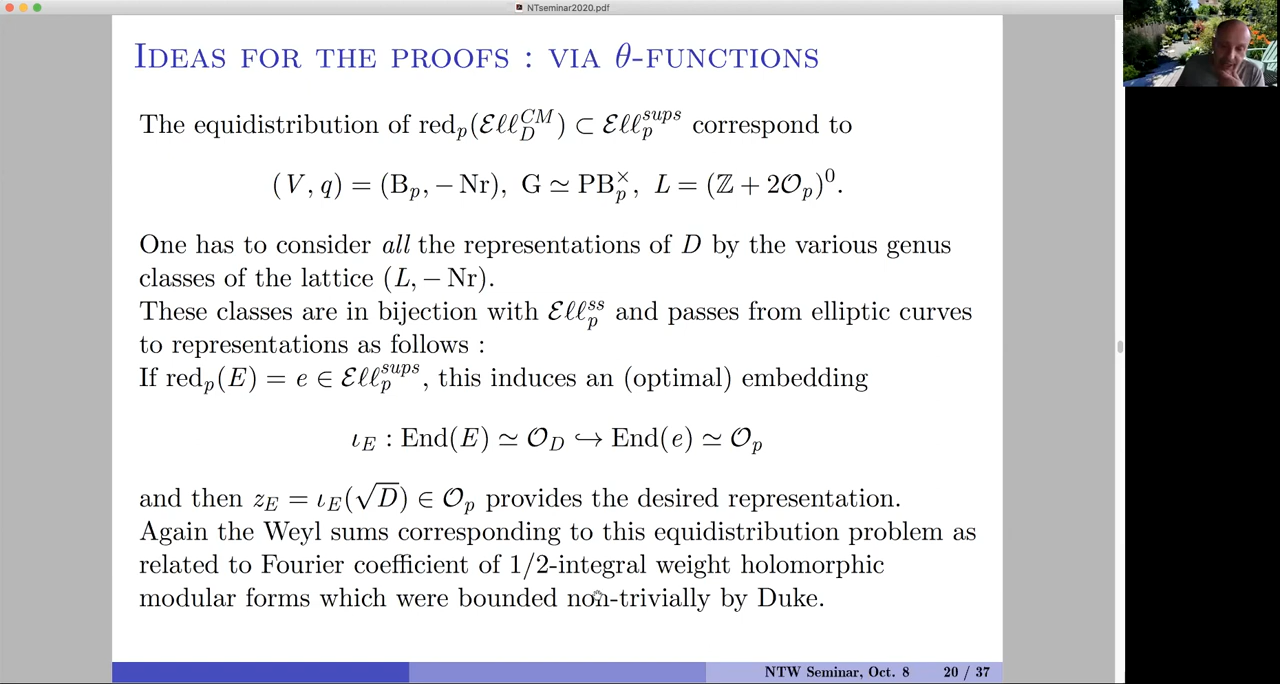 NTseminar2020.pdf
Ideas for the proofs : via θ-functions
The equidistribution of red_p(ℰℓℓ_D^{CM}) ⊂ ℰℓℓ_p^{sups} correspond to
(V, q) = (B_p, − Nr), G ≃ PB_p^×, L = (ℤ + 2𝒪_p)^0.
One has to consider all the representations of D by the various genus
classes of the lattice (L, − Nr).
These classes are in bijection with ℰℓℓ_p^{ss} and passes from elliptic curves
to representations as follows :
If red_p(E) = e ∈ ℰℓℓ_p^{sups}, this induces an (optimal) embedding
ι_E : End(E) ≃ 𝒪_D ↪ End(e) ≃ 𝒪_p
and then z_E = ι_E(√D) ∈ 𝒪_p provides the desired representation.
Again the Weyl sums corresponding to this equidistribution problem as
related to Fourier coefficient of 1/2-integral weight holomorphic
modular forms which were bounded non-trivially by Duke.
NTW Seminar, Oct. 8 20 / 37